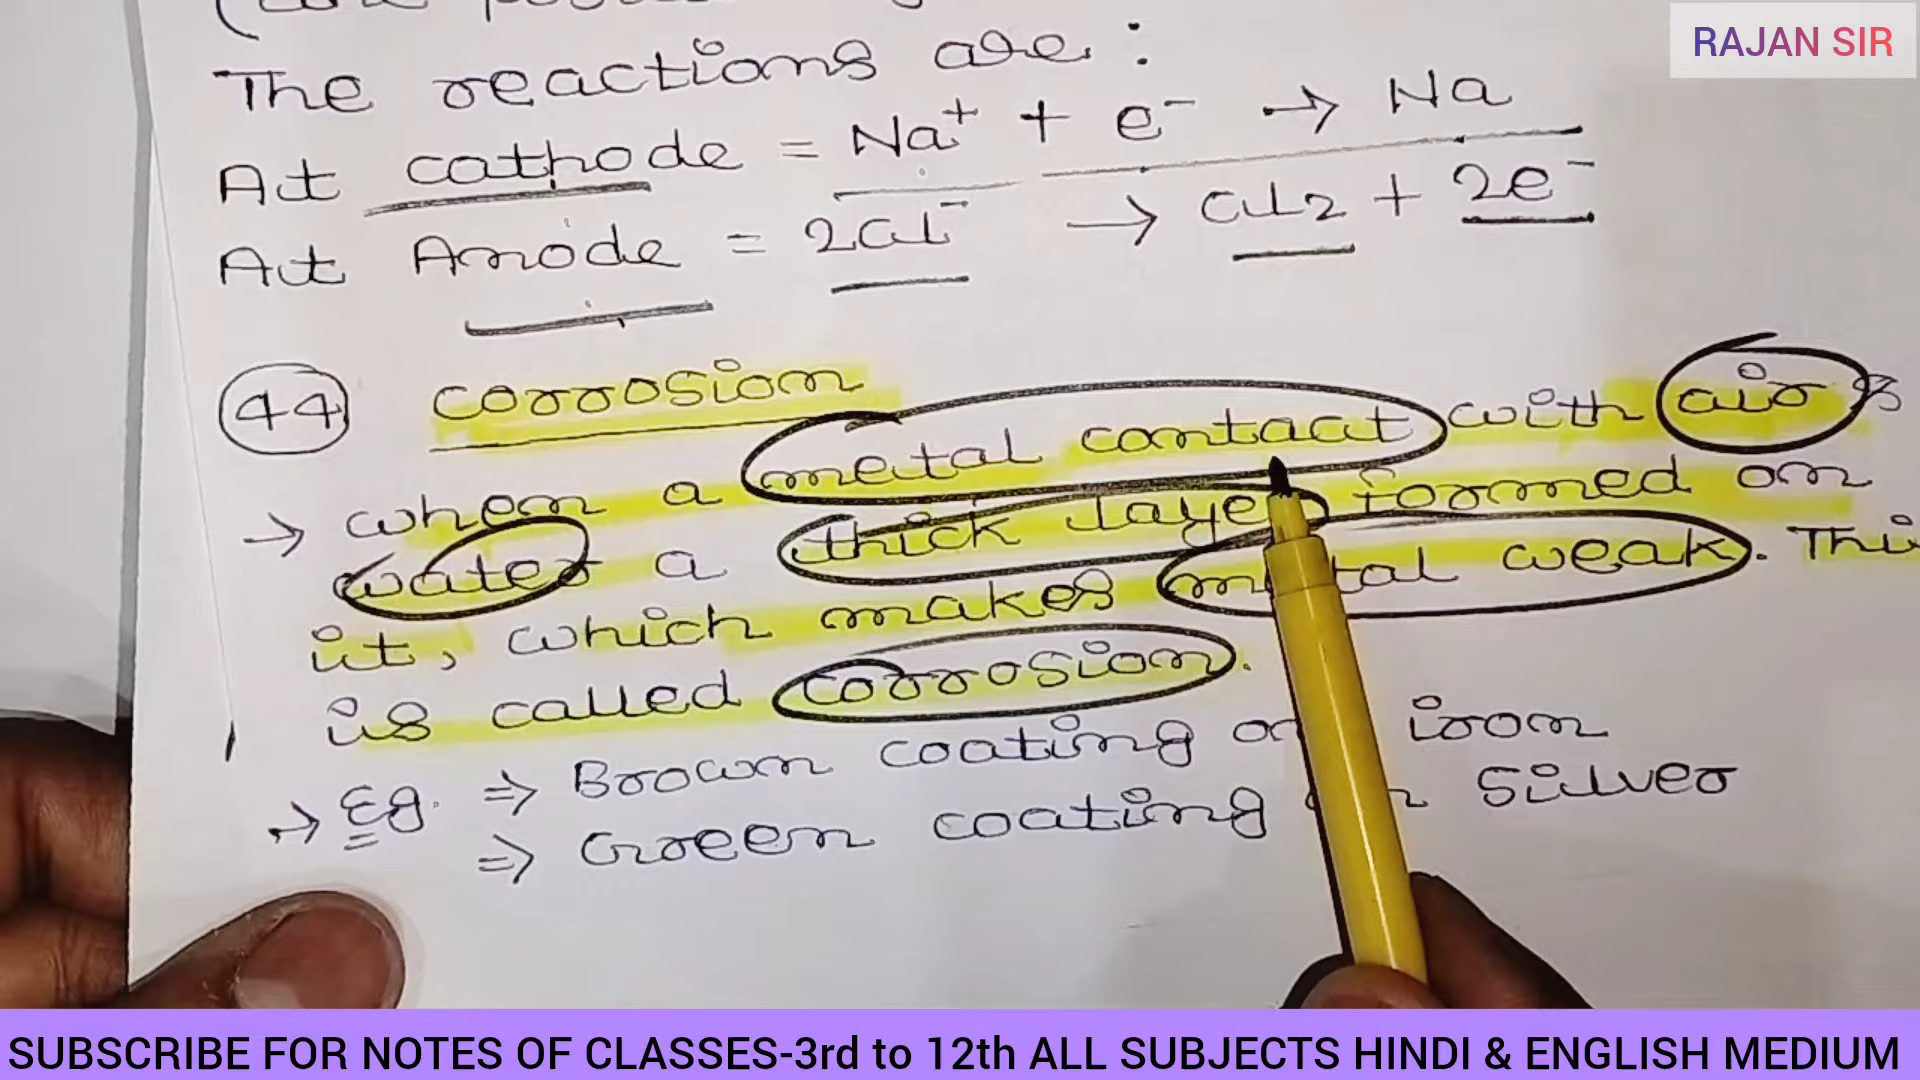 RAJAN SIR
The reactions are :
At cathode = Na⁺ + e⁻ → Na
At Anode = 2Cl⁻ → Cl2 + 2e⁻
44 Corrosion
→ when a metal contact with air &
water a thick layer formed on
it, which makes metal weak. Thi
is called corrosion.
→ Eg. ⇒ Brown coating on iron
⇒ Green coating on Silver
SUBSCRIBE FOR NOTES OF CLASSES-3rd to 12th ALL SUBJECTS HINDI & ENGLISH MEDIUM